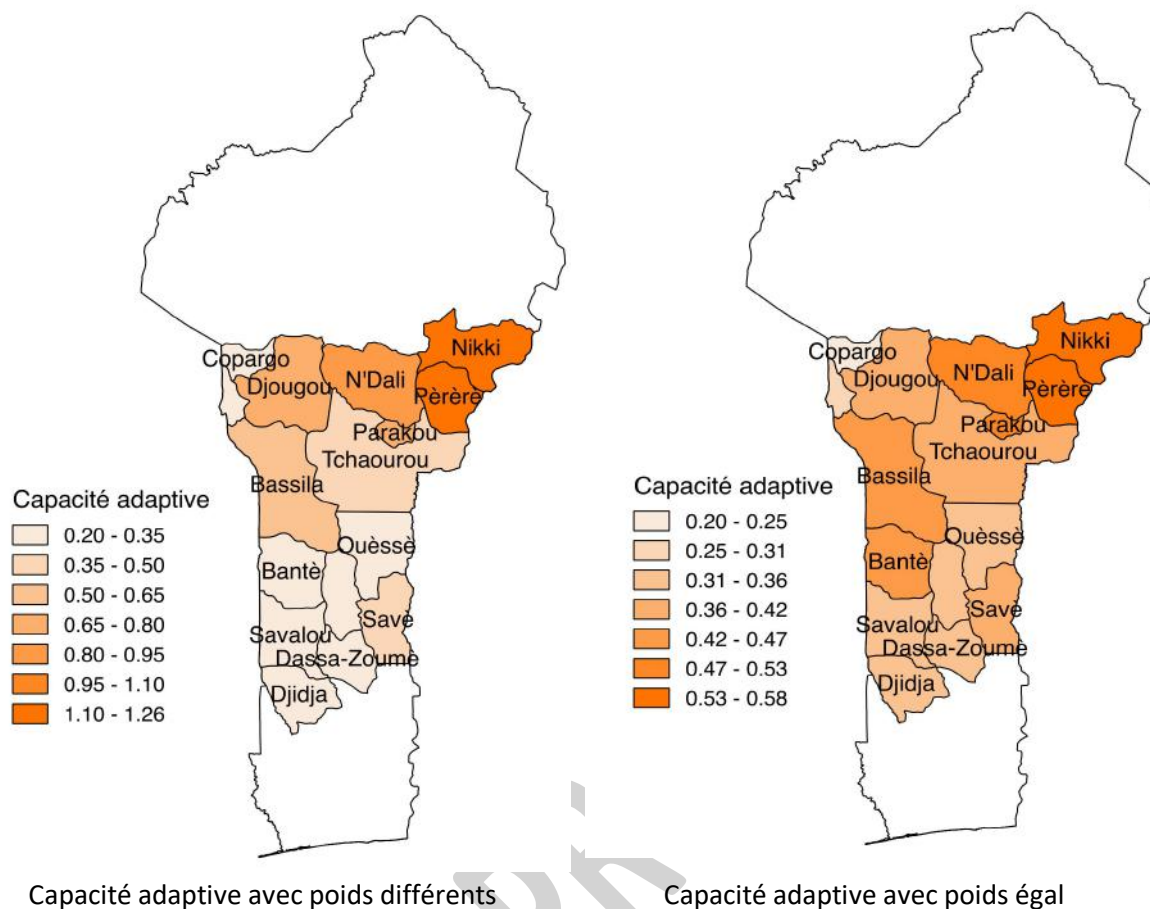 Copargo
Djougou
N'Dali
Nikki
Pèrère
Parakou
Tchaourou
Bassila
Ouèssè
Bantè
Savè
Savalou
Dassa-Zoumè
Djidja
Capacité adaptive
0.20 - 0.35
0.35 - 0.50
0.50 - 0.65
0.65 - 0.80
0.80 - 0.95
0.95 - 1.10
1.10 - 1.26
Capacité adaptive avec poids différents
Copargo
Djougou
N'Dali
Nikki
Pèrère
Parakou
Tchaourou
Bassila
Ouèssè
Bantè
Savè
Savalou
Dassa-Zoumè
Djidja
Capacité adaptive
0.20 - 0.25
0.25 - 0.31
0.31 - 0.36
0.36 - 0.42
0.42 - 0.47
0.47 - 0.53
0.53 - 0.58
Capacité adaptive avec poids égal